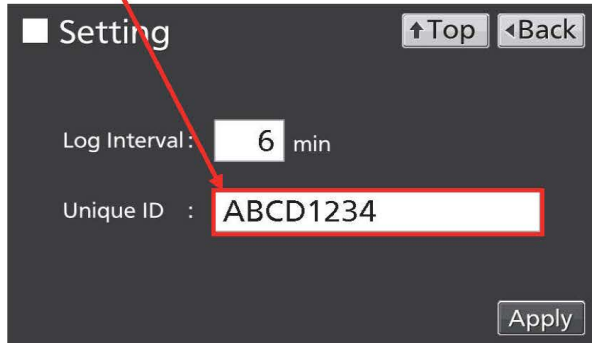 Setting
↑Top
◂Back
Log Interval: 6 min
Unique ID : ABCD1234
Apply